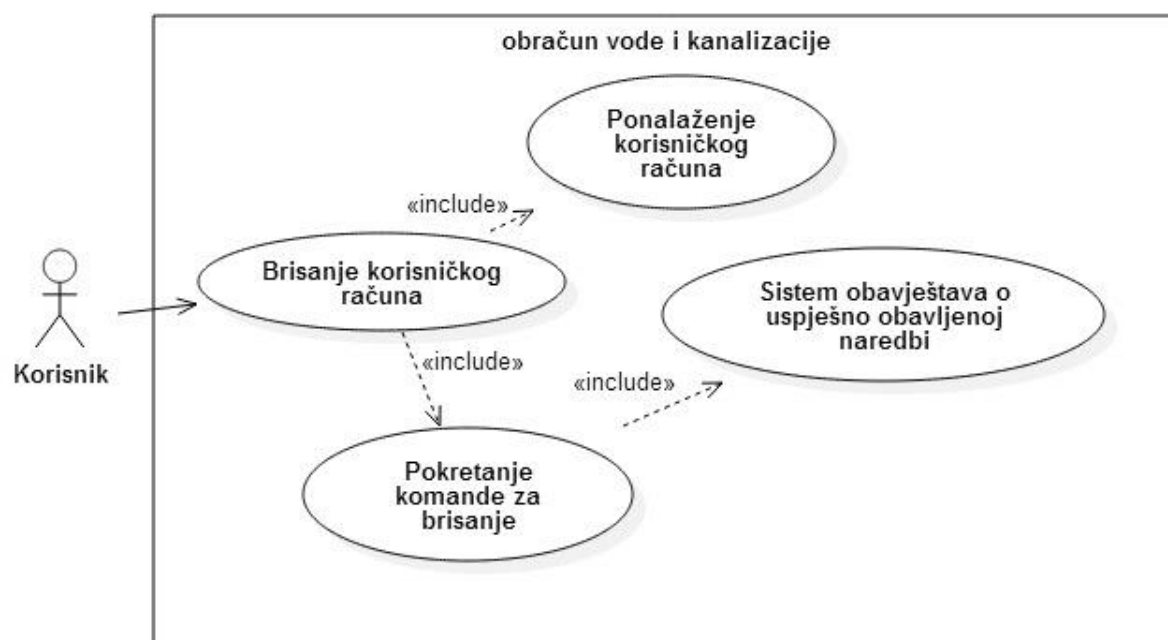 obračun vode i kanalizacije
Ponalaženje
korisničkog
računa
«include»
Brisanje korisničkog
računa
Sistem obavještava o
uspješno obavljenoj
naredbi
Korisnik
«include»
«include»
Pokretanje
komande za
brisanje